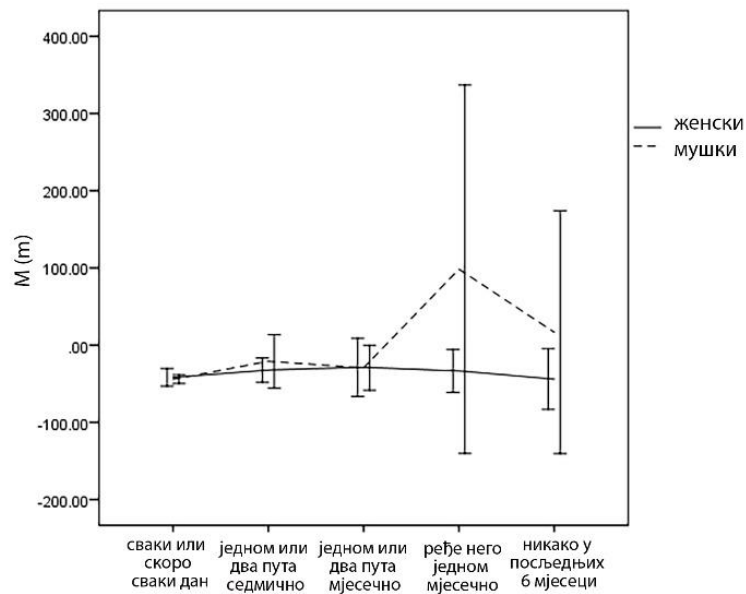 400.00
300.00
200.00
100.00
.00
-100.00
-200.00
M (m)
женски
мушки
сваки или
скоро
сваки дан
једном или
два пута
седмично
једном или
два пута
мјесечно
ређе него
једном
мјесечно
никако у
посљедњих
6 мјесеци